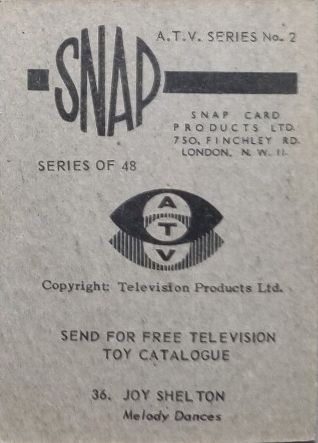 A.T.V. SERIES No. 2
SNAP
SNAP CARD
PRODUCTS LTD.
750, FINCHLEY RD.
LONDON, N. W. 11.
SERIES OF 48
A
T
V
Copyright: Television Products Ltd.
SEND FOR FREE TELEVISION
TOY CATALOGUE
36. JOY SHELTON
Melody Dances